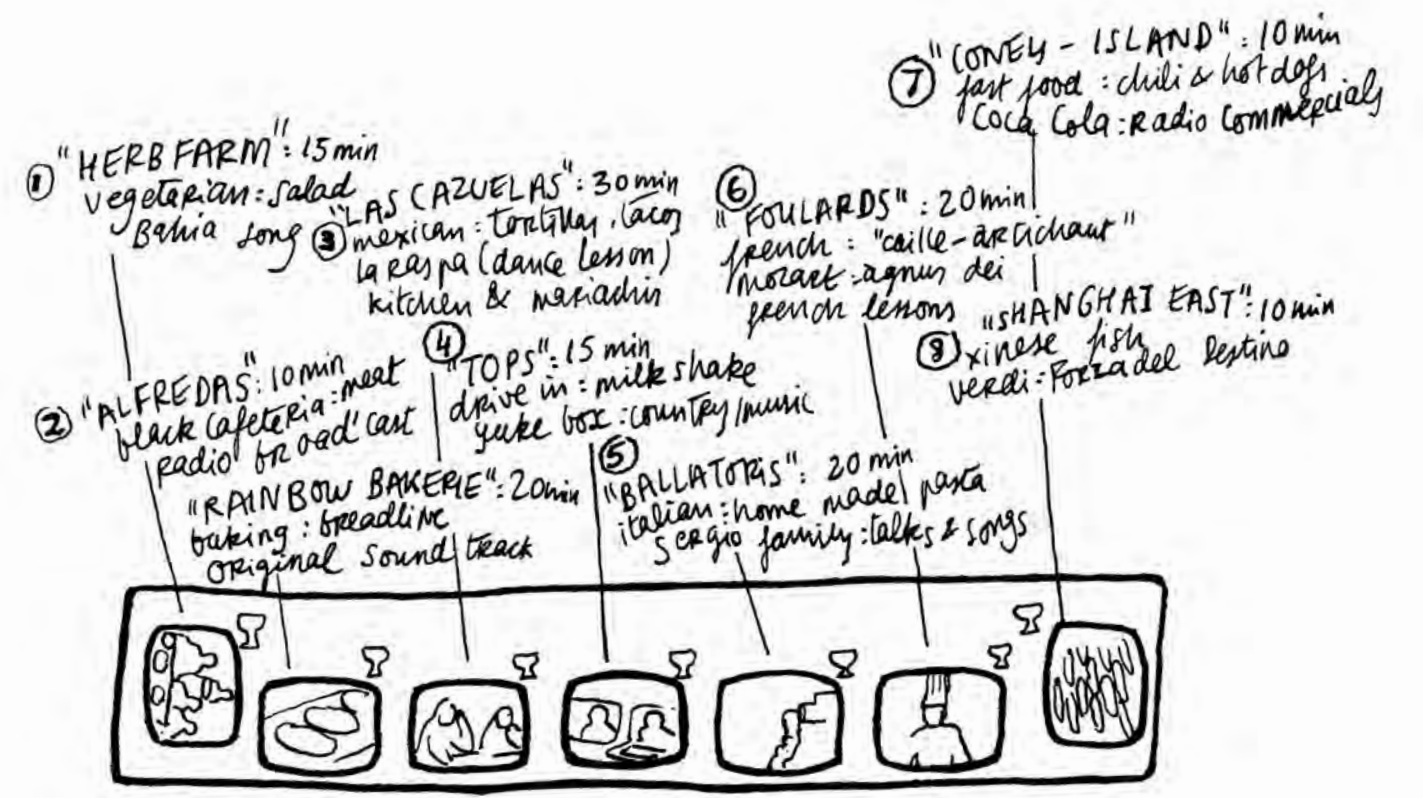 ① "HERB FARM": 15 min
vegetarian: salad
Bahia song
② "ALFREDAS": 10 min
black cafeteria: meat
radio broad'cast
"RAINBOW BAKERIE": 20 min
baking: breadline
original sound track
③ "LAS CAZUELAS": 30 min
mexican: tortillas, tacos
la raspa (dance lesson)
kitchen & mariachis
④ "TOPS": 15 min
drive in: milk shake
yuke box: country/music
⑤ "BALLATORIS": 20 min
italian: home made pasta
Sergio family: talks & songs
⑥ "FOULARDS": 20 min
french: "caille-artichaut"
mozart: agnus dei
french lessons
⑦ "CONEY - ISLAND": 10 min
fast food: chili & hot dogs
Coca Cola: Radio Commercials
⑧ "SHANGHAI EAST": 10 min
xinese fish
verdi: Forza del Destino